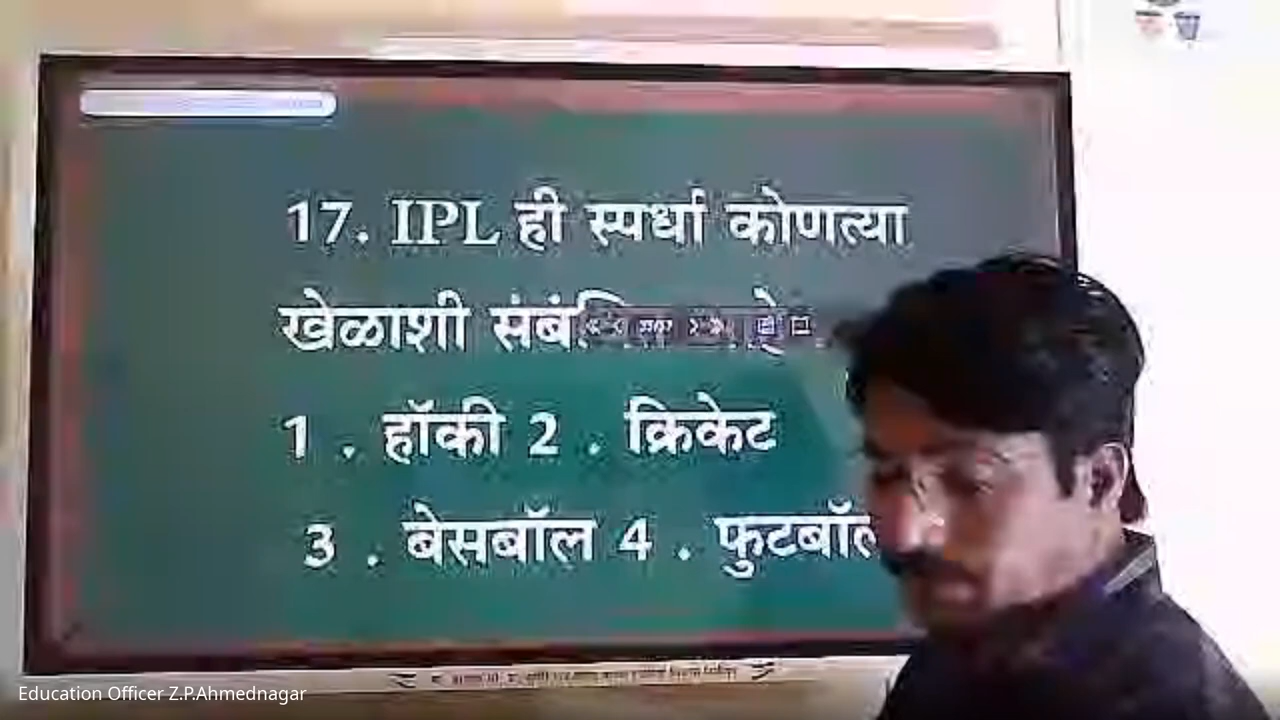 17. IPL ही स्पर्धा कोणत्या
खेळाशी
1 . हॉकी 2 . क्रिकेट
3 . बेसबॉल 4 . फुटबॉल
Education Officer Z.P.Ahmednagar